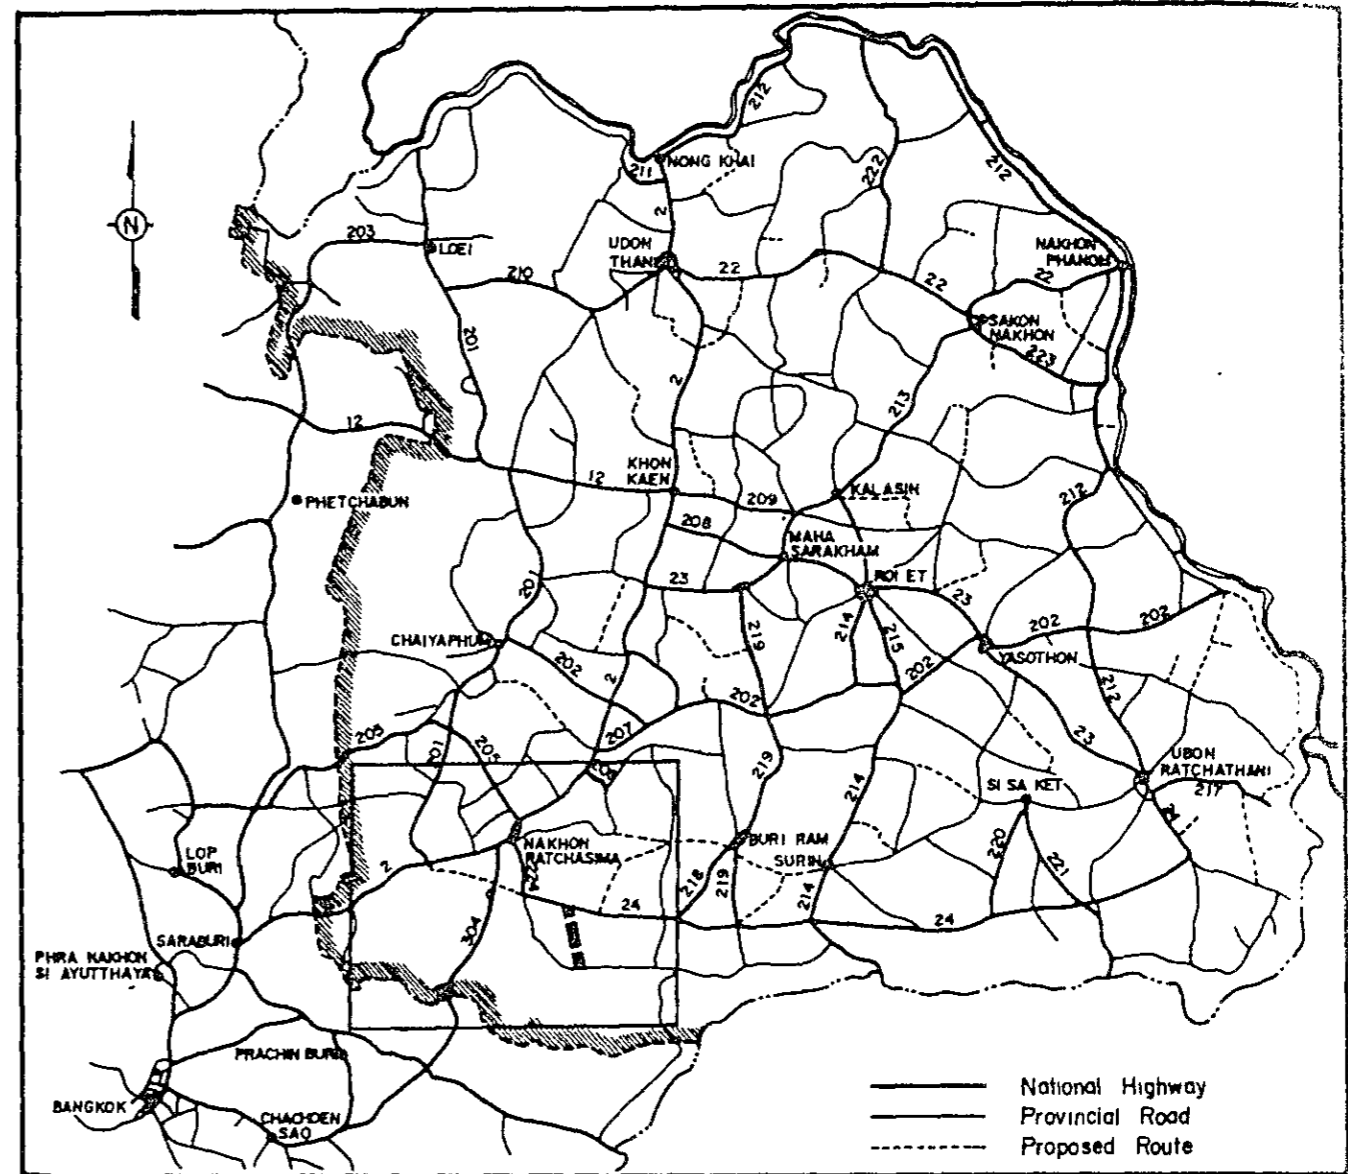 212
NONG KHAI
211
222
212
2
203
LOEI
UDON
THANI
NAKHON
PHANOM
210
22
22
22
SAKON
NAKHON
223
201
2
213
12
KHON
KAEN
12
209
KALASIN
PHETCHABUN
208
212
MAHA
SARAKHAM
23
ROI ET
23
201
202
202
CHAIYAPHUM
219
214
215
YASOTHON
202
202
2
202
212
205
207
201
205
23
219
UBON
RATCHATHANI
206
214
SI SA KET
217
NAKHON
RATCHASIMA
BURI RAM
SURIN
24
LOP
BURI
2
224
220
221
218
219
214
24
24
304
SARABURI
PHRA NAKHON
SI AYUTTHAYA
PRACHIN BURI
BANGKOK
CHACHOEN
SAO
N
National Highway
Provincial Road
Proposed Route